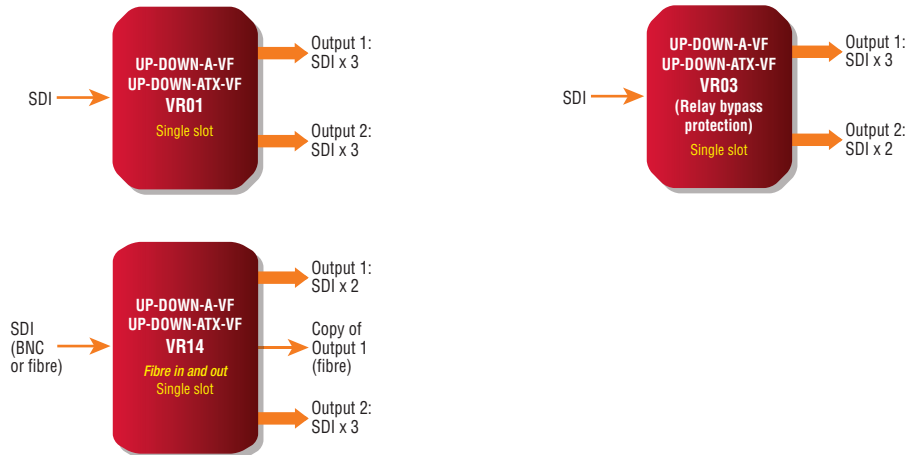 SDI
UP-DOWN-A-VF
UP-DOWN-ATX-VF
VR01
Single slot
Output 1:
SDI x 3
Output 2:
SDI x 3
SDI
UP-DOWN-A-VF
UP-DOWN-ATX-VF
VR03
(Relay bypass
protection)
Single slot
Output 1:
SDI x 3
Output 2:
SDI x 2
SDI
(BNC
or fibre)
UP-DOWN-A-VF
UP-DOWN-ATX-VF
VR14
Fibre in and out
Single slot
Output 1:
SDI x 2
Copy of
Output 1
(fibre)
Output 2:
SDI x 3